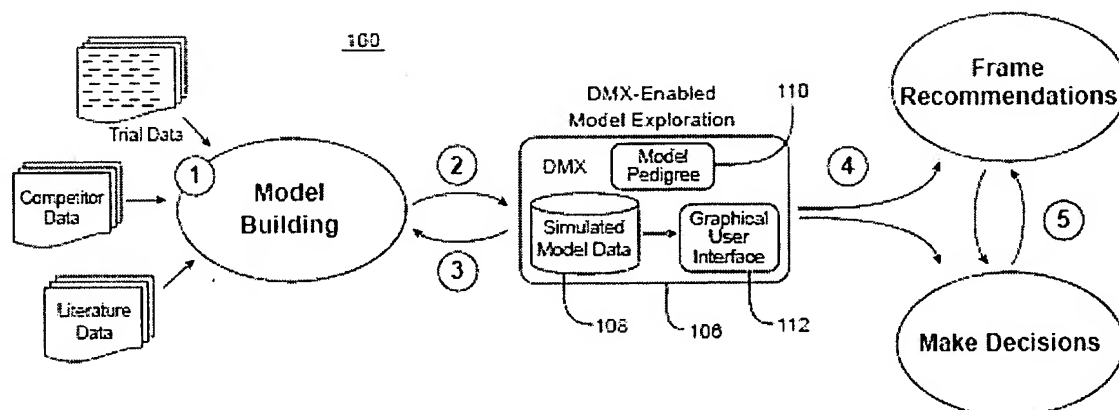 100
Trial Data
Competitor
Data
Literature
Data
1
Model
Building
2
3
DMX-Enabled
Model Exploration
110
DMX
Model
Pedigree
Simulated
Model Data
Graphical
User
Interface
108
106
112
4
Frame
Recommendations
5
Make Decisions